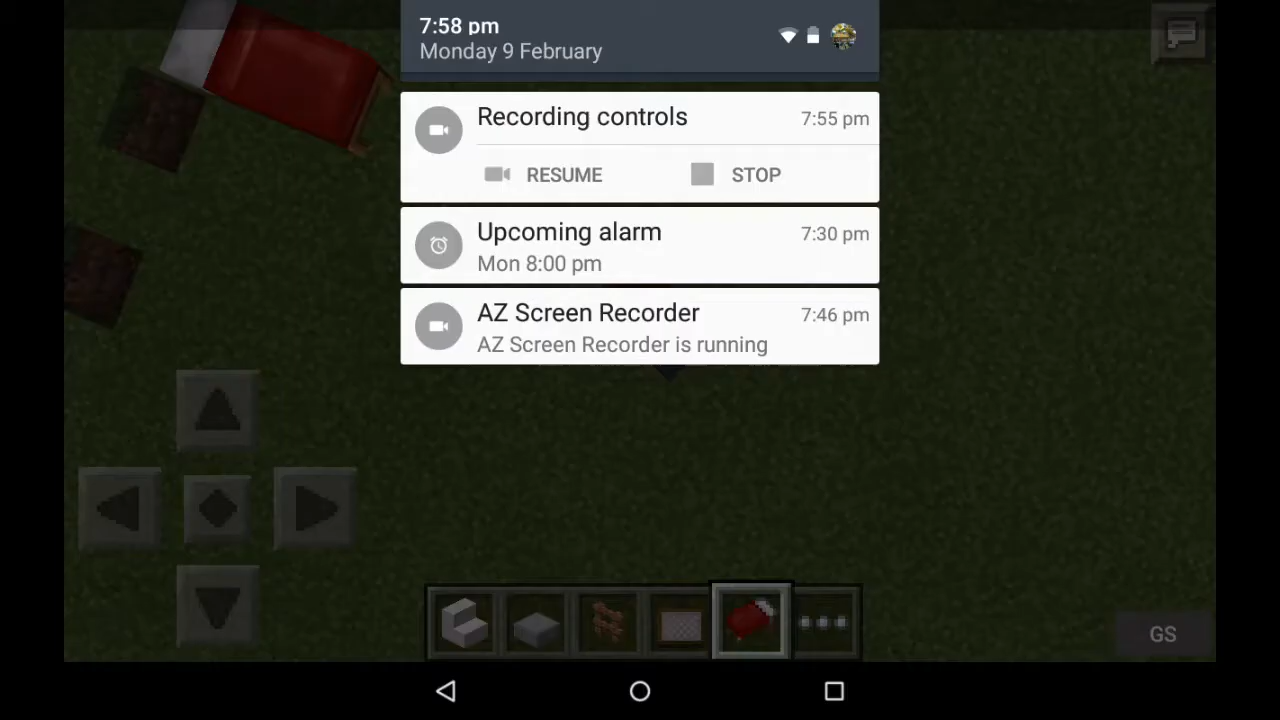 7:58 pm
Monday 9 February
Recording controls 7:55 pm
RESUME STOP
Upcoming alarm 7:30 pm
Mon 8:00 pm
AZ Screen Recorder 7:46 pm
AZ Screen Recorder is running
GS